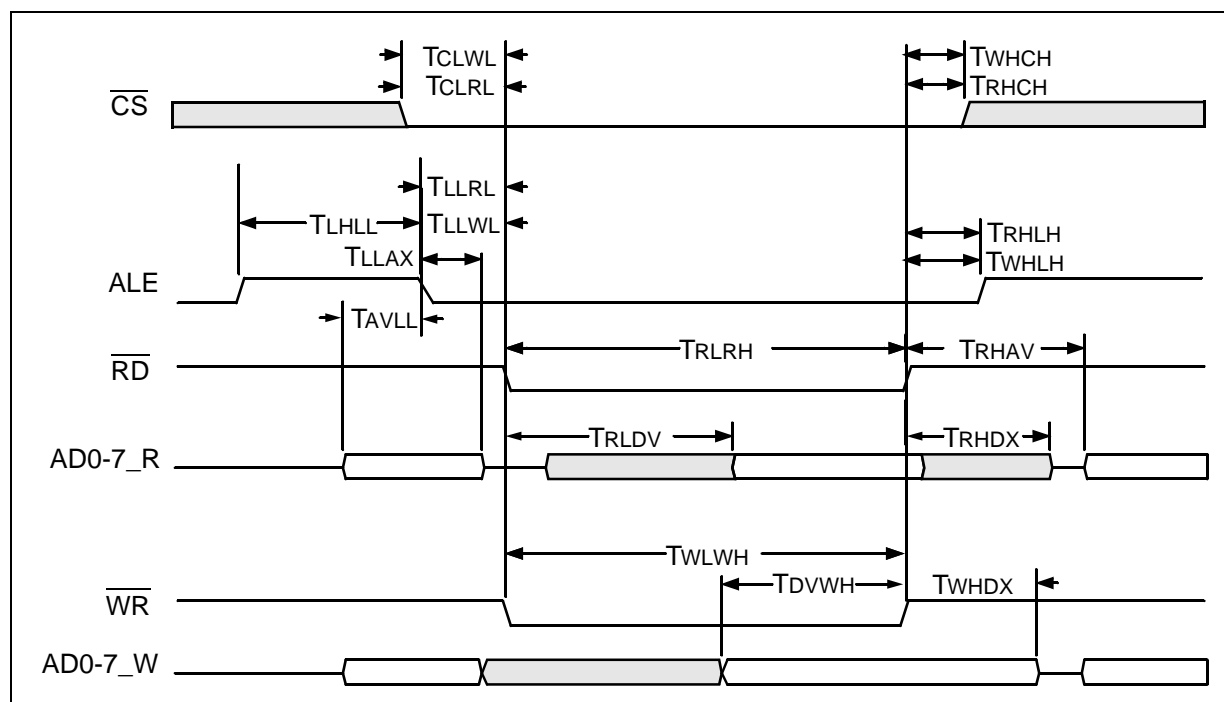 TCLWL
TWHCH
TCLRL
TRHCH
CS
TLLRL
TLHLL
TLLWL
TRHLH
TLLAX
TWHLH
ALE
TAVLL
TRLRH
TRHAV
RD
TRLDV
TRHDX
AD0-7_R
TWLWH
TDVWH
TWHDX
WR
AD0-7_W